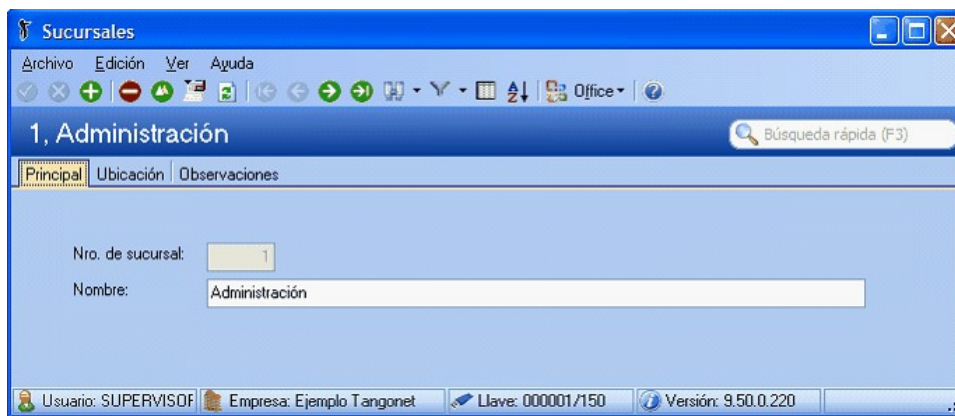 Sucursales
Archivo Edición Ver Ayuda
Office
1, Administración
Búsqueda rápida (F3)
Principal Ubicación Observaciones
Nro. de sucursal: 1
Nombre: Administración
Usuario: SUPERVISOR Empresa: Ejemplo Tangonet Llave: 000001/150 Versión: 9.50.0.220